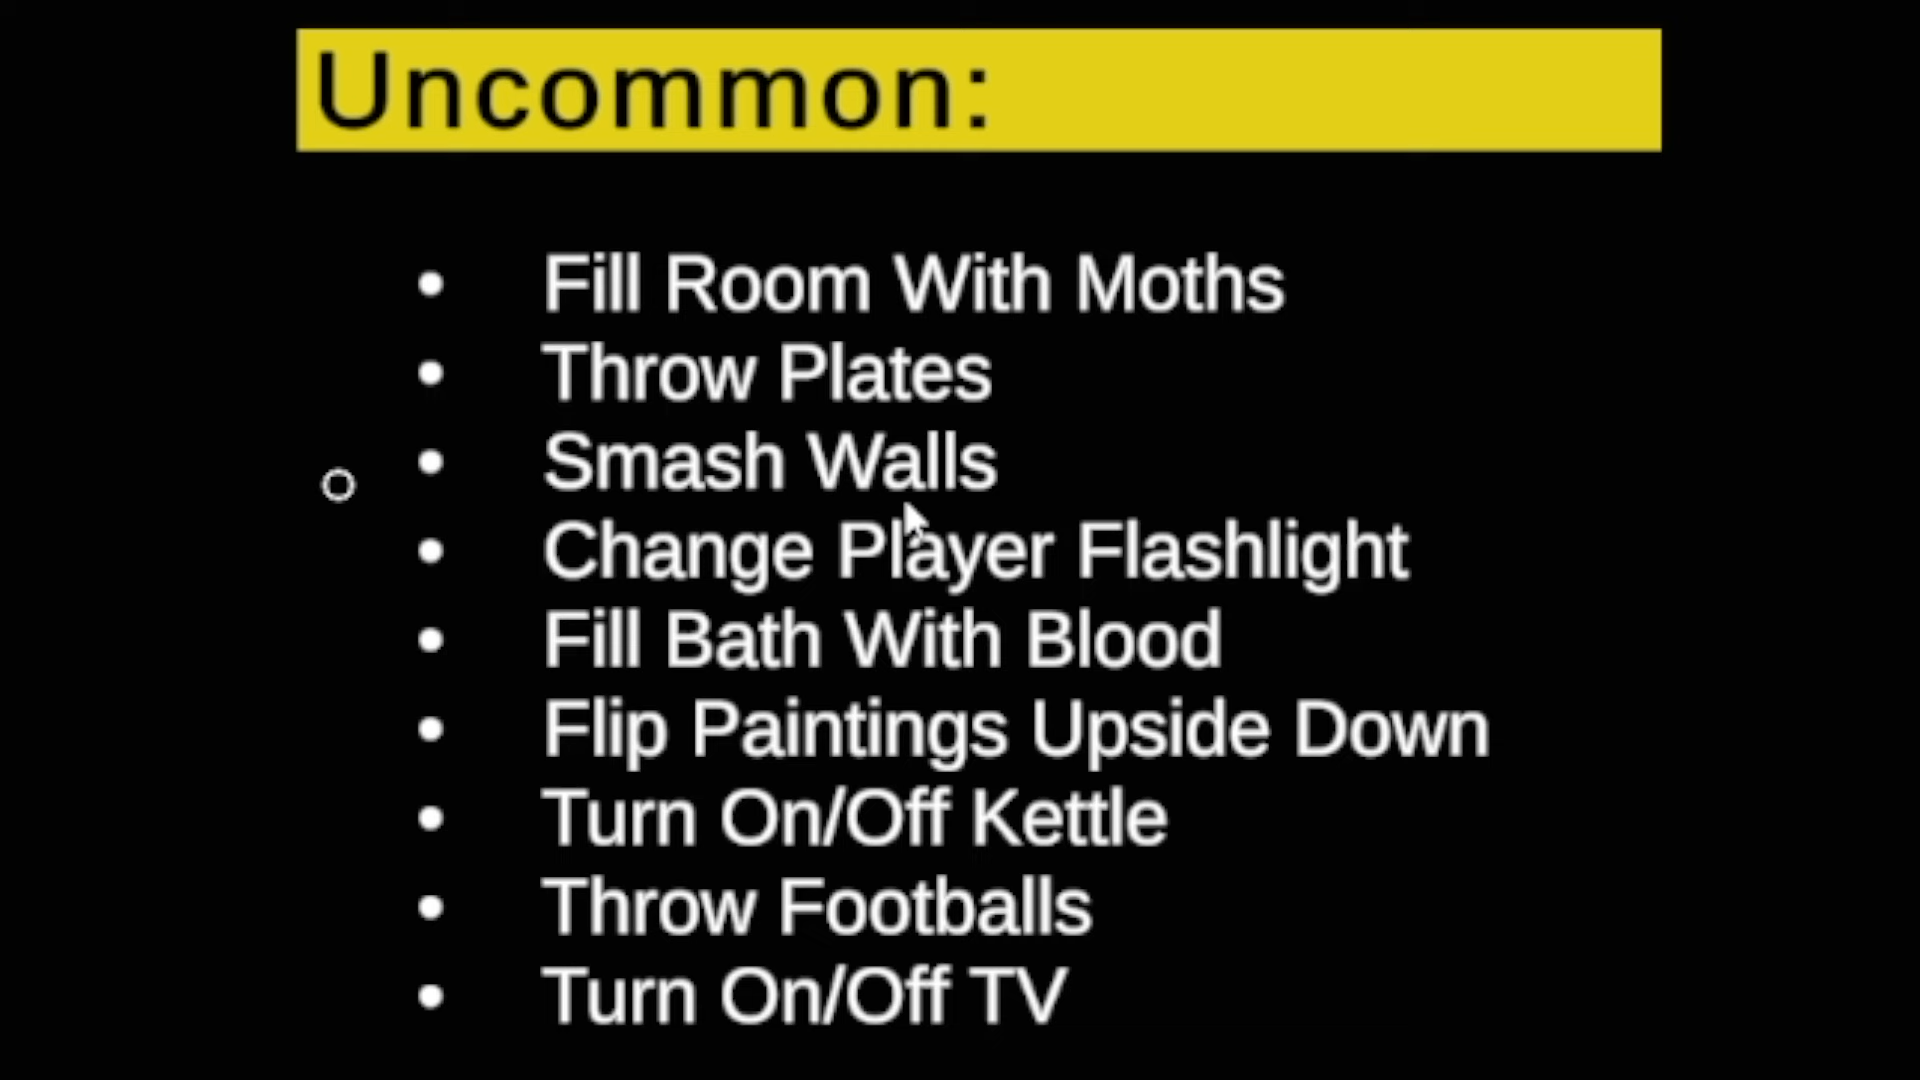 Uncommon:
Fill Room With Moths
Throw Plates
Smash Walls
Change Player Flashlight
Fill Bath With Blood
Flip Paintings Upside Down
Turn On/Off Kettle
Throw Footballs
Turn On/Off TV